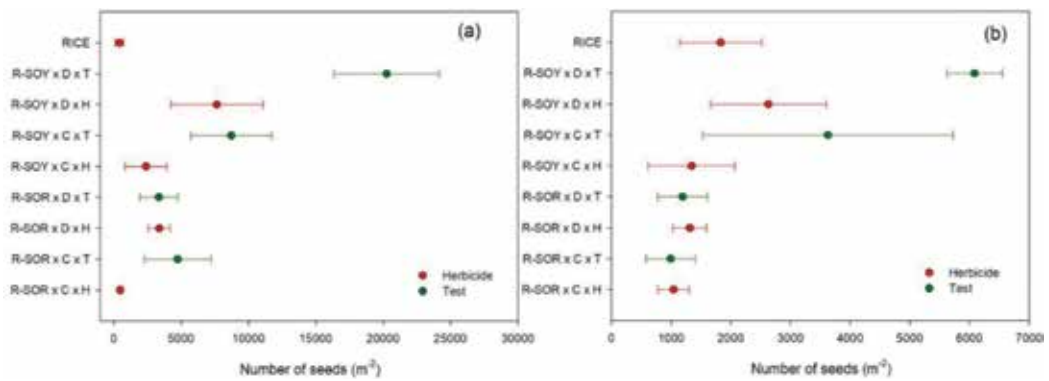 (a)
RICE
R-SOY x D x T
R-SOY x D x H
R-SOY x C x T
R-SOY x C x H
R-SOR x D x T
R-SOR x D x H
R-SOR x C x T
R-SOR x C x H
Herbicide
Test
0 5000 10000 15000 20000 25000 30000
Number of seeds (m⁻²)
(b)
RICE
R-SOY x D x T
R-SOY x D x H
R-SOY x C x T
R-SOY x C x H
R-SOR x D x T
R-SOR x D x H
R-SOR x C x T
R-SOR x C x H
Herbicide
Test
0 1000 2000 3000 4000 5000 6000 7000
Number of seeds (m⁻²)